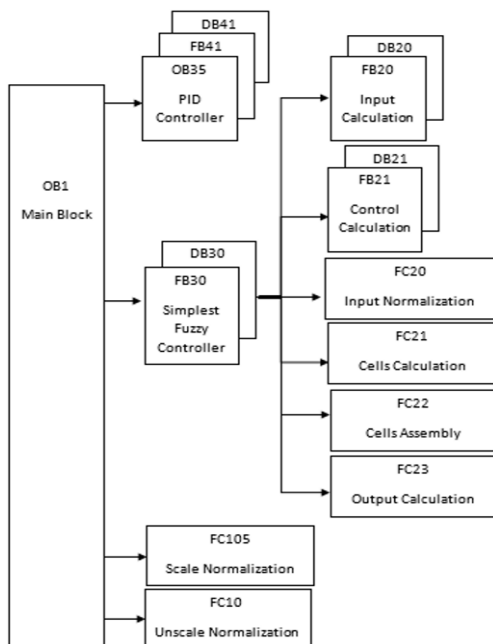 OB1
Main Block
DB41
FB41
OB35
PID
Controller
DB30
FB30
Simplest
Fuzzy
Controller
FC105
Scale Normalization
FC10
Unscale Normalization
DB20
FB20
Input
Calculation
DB21
FB21
Control
Calculation
FC20
Input Normalization
FC21
Cells Calculation
FC22
Cells Assembly
FC23
Output Calculation